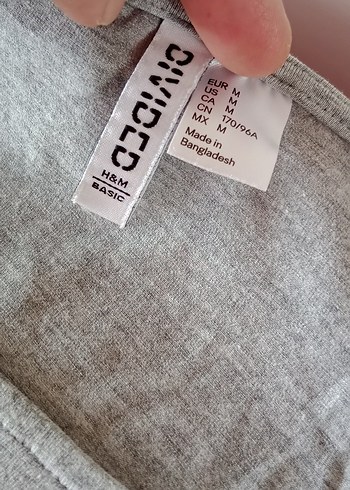 DIVIDED
H&M
BASIC
EUR M
US M
CA M
CN 170/96A
MX M
Made in
Bangladesh